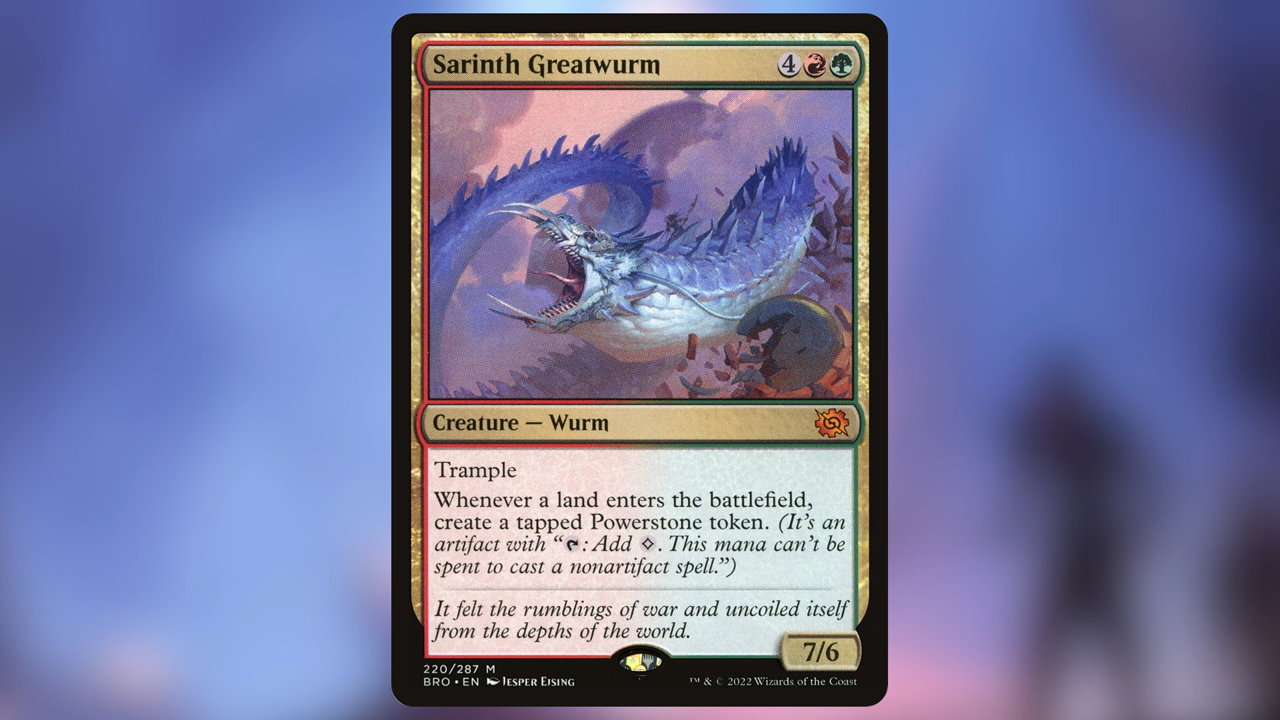 Sarinth Greatwurm 4
Creature — Wurm
Trample
Whenever a land enters the battlefield,
create a tapped Powerstone token. (It's an
artifact with “: Add . This mana can't be
spent to cast a nonartifact spell.”)
It felt the rumblings of war and uncoiled itself
from the depths of the world.
7/6
220/287 M
BRO • EN Jesper Ejsing
™ & © 2022 Wizards of the Coast